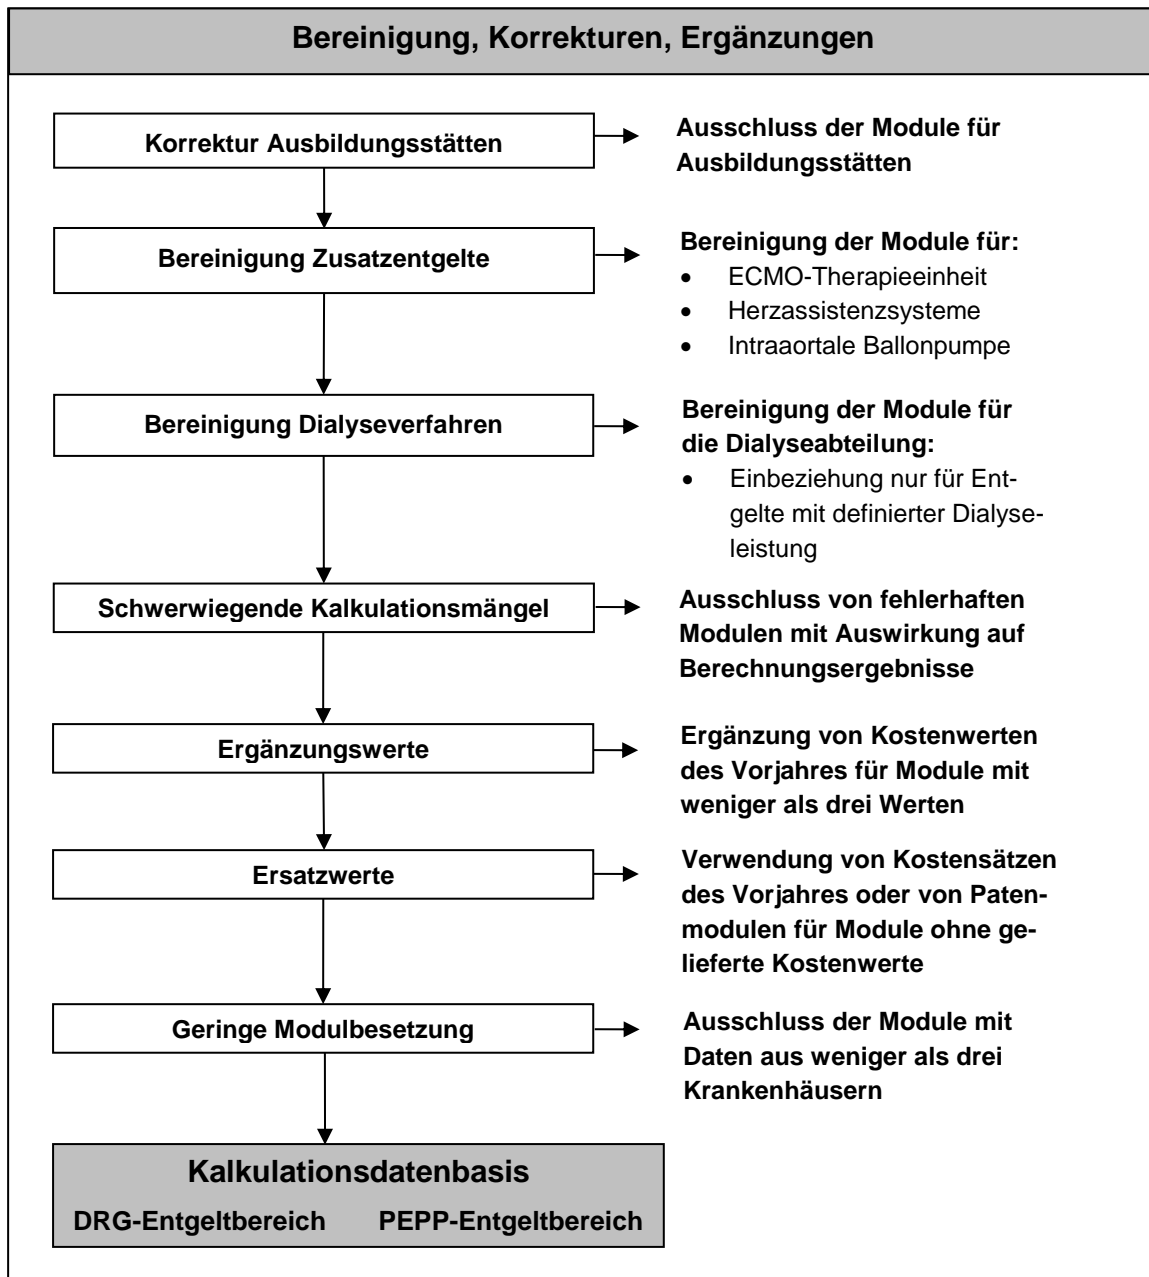 Bereinigung, Korrekturen, Ergänzungen
Korrektur Ausbildungsstätten
Ausschluss der Module für
Ausbildungsstätten
Bereinigung Zusatzentgelte
Bereinigung der Module für:
• ECMO-Therapieeinheit
• Herzassistenzsysteme
• Intraaortale Ballonpumpe
Bereinigung Dialyseverfahren
Bereinigung der Module für
die Dialyseabteilung:
• Einbeziehung nur für Ent-
gelte mit definierter Dialyse-
leistung
Schwerwiegende Kalkulationsmängel
Ausschluss von fehlerhaften
Modulen mit Auswirkung auf
Berechnungsergebnisse
Ergänzungswerte
Ergänzung von Kostenwerten
des Vorjahres für Module mit
weniger als drei Werten
Ersatzwerte
Verwendung von Kostensätzen
des Vorjahres oder von Paten-
modulen für Module ohne ge-
lieferte Kostenwerte
Geringe Modulbesetzung
Ausschluss der Module mit
Daten aus weniger als drei
Krankenhäusern
Kalkulationsdatenbasis
DRG-Entgeltbereich PEPP-Entgeltbereich